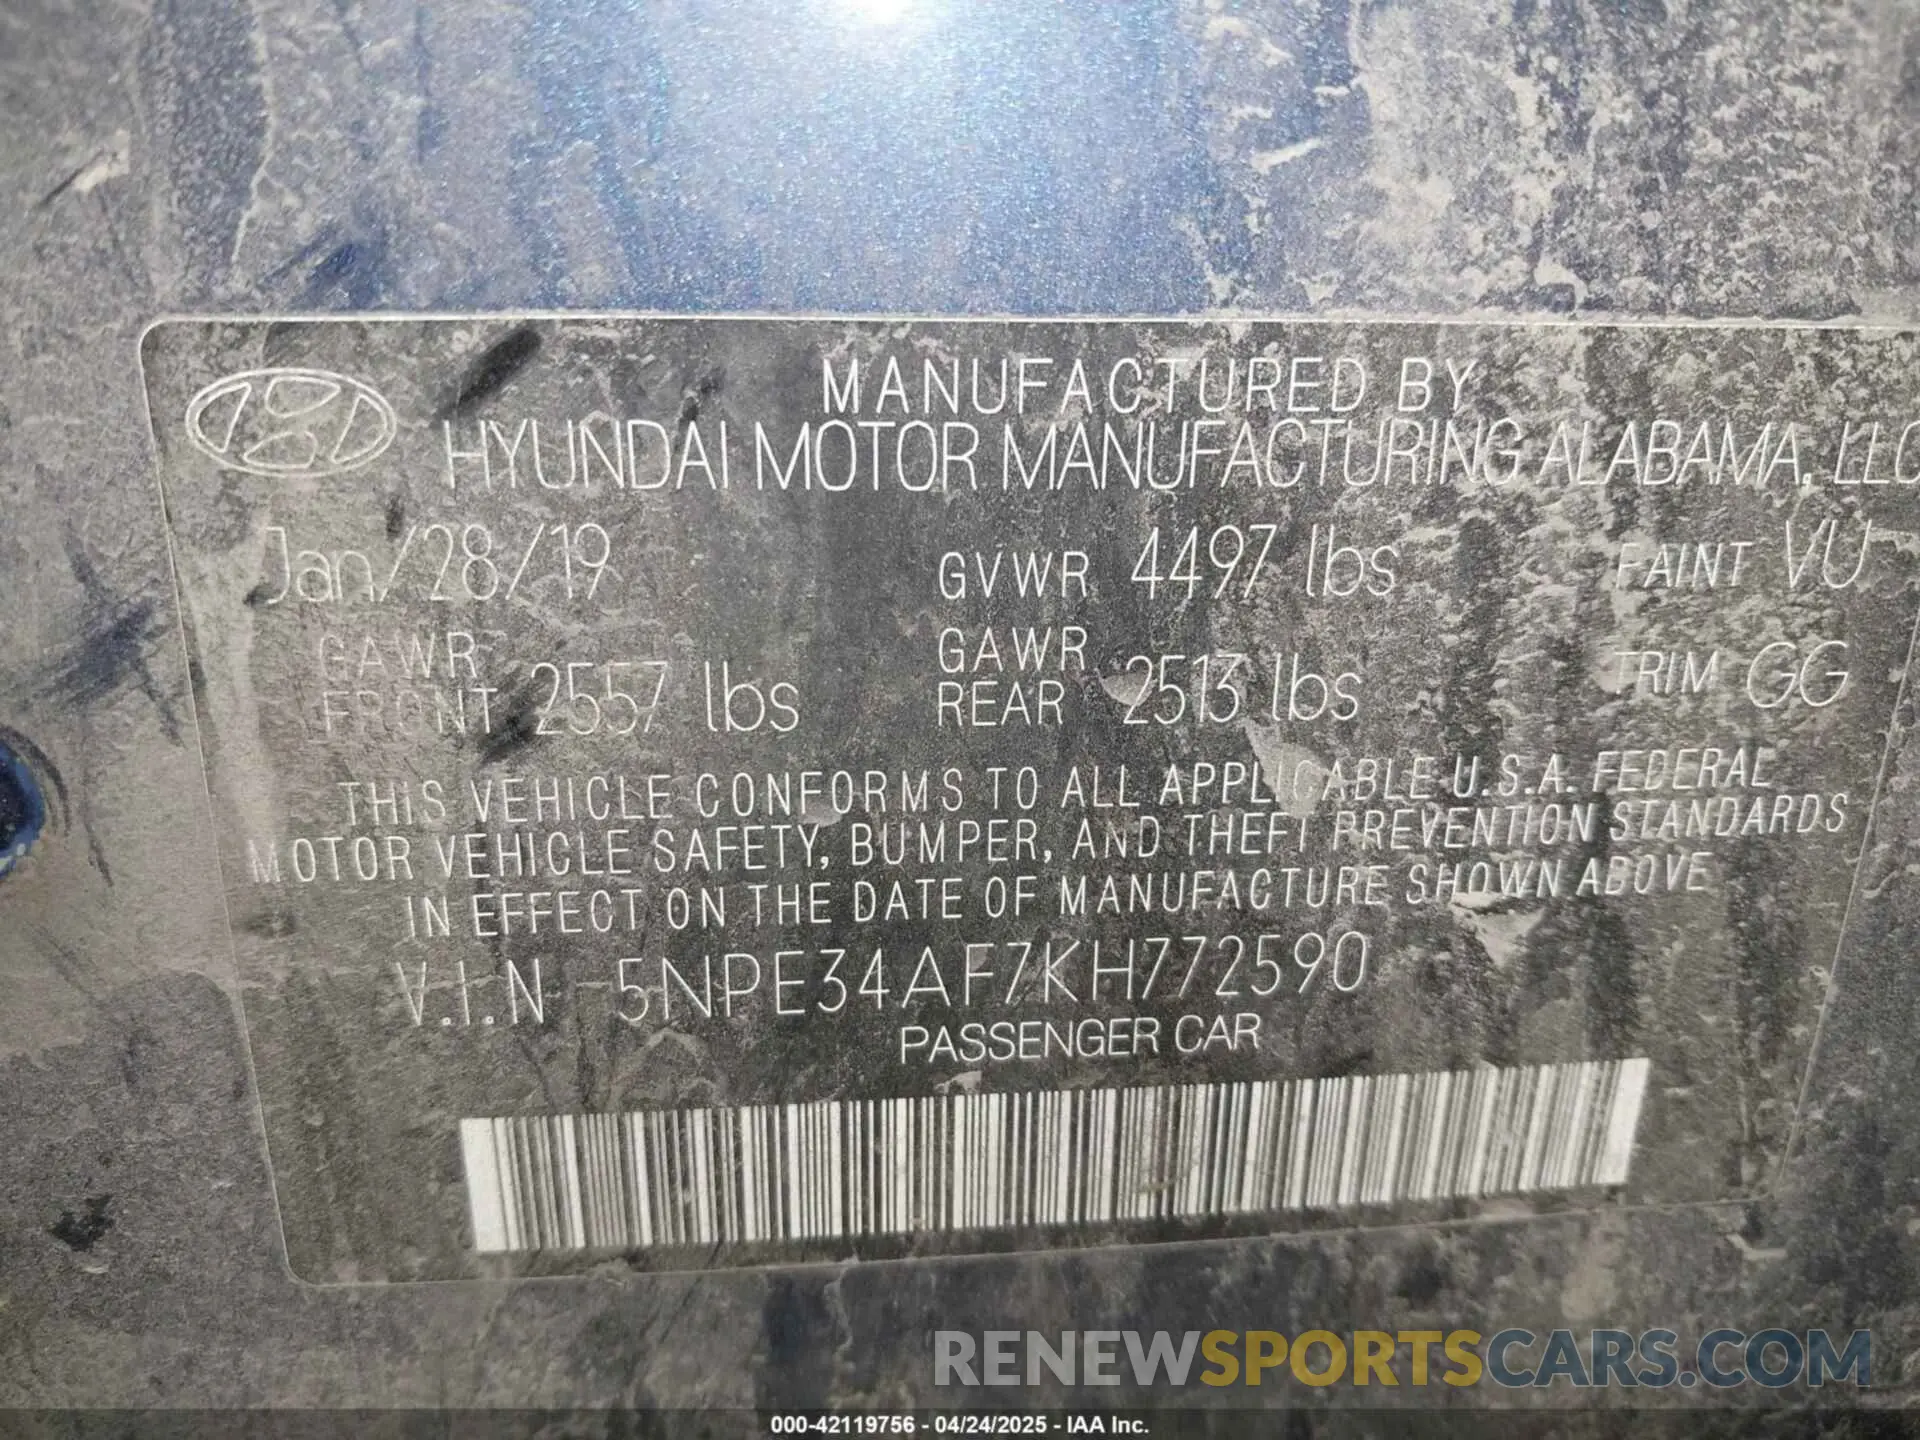 MANUFACTURED BY
HYUNDAI MOTOR MANUFACTURING ALABAMA, LLC
Jan/28/19 GVWR 4497 lbs PAINT VU
GAWR FRONT 2557 lbs GAWR REAR 2513 lbs TRIM GG
THIS VEHICLE CONFORMS TO ALL APPLICABLE U.S.A. FEDERAL
MOTOR VEHICLE SAFETY, BUMPER, AND THEFT PREVENTION STANDARDS
IN EFFECT ON THE DATE OF MANUFACTURE SHOWN ABOVE
V.I.N 5NPE34AF7KH772590
PASSENGER CAR
RENEWSPORTSCARS.COM
000-42119756 - 04/24/2025 - IAA Inc.